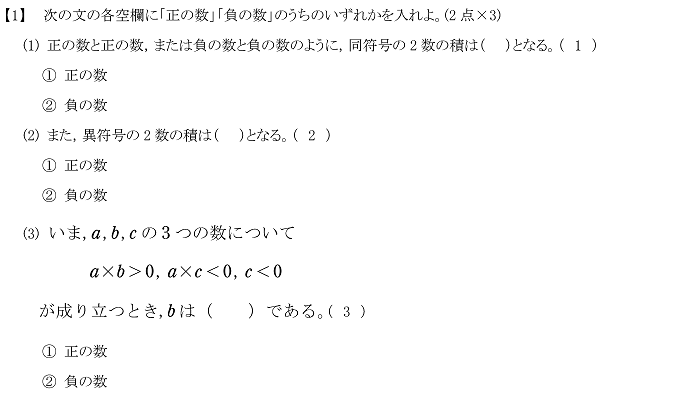 【1】 次の文の各空欄に「正の数」「負の数」のうちのいずれかを入れよ。(2点×3)
(1) 正の数と正の数, または負の数と負の数のように, 同符号の2数の積は(　)となる。( 1 )
① 正の数
② 負の数
(2) また, 異符号の2数の積は(　)となる。( 2 )
① 正の数
② 負の数
(3) いま, a, b, c の3つの数について
a×b>0, a×c<0, c<0
が成り立つとき, b は (　　) である。( 3 )
① 正の数
② 負の数